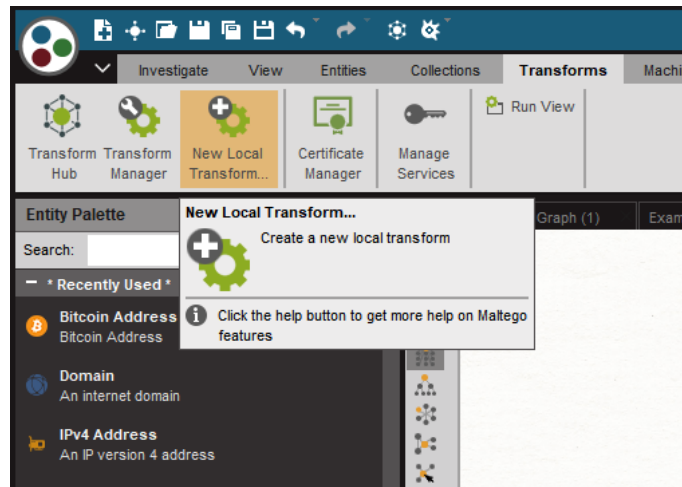 Investigate View Entities Collections Transforms Machi
Transform Hub
Transform Manager
New Local Transform...
Certificate Manager
Manage Services
Run View
Entity Palette
New Local Transform...
Graph (1)
Exam
Search:
Create a new local transform
* Recently Used *
Bitcoin Address
Bitcoin Address
Click the help button to get more help on Maltego
features
Domain
An internet domain
IPv4 Address
An IP version 4 address